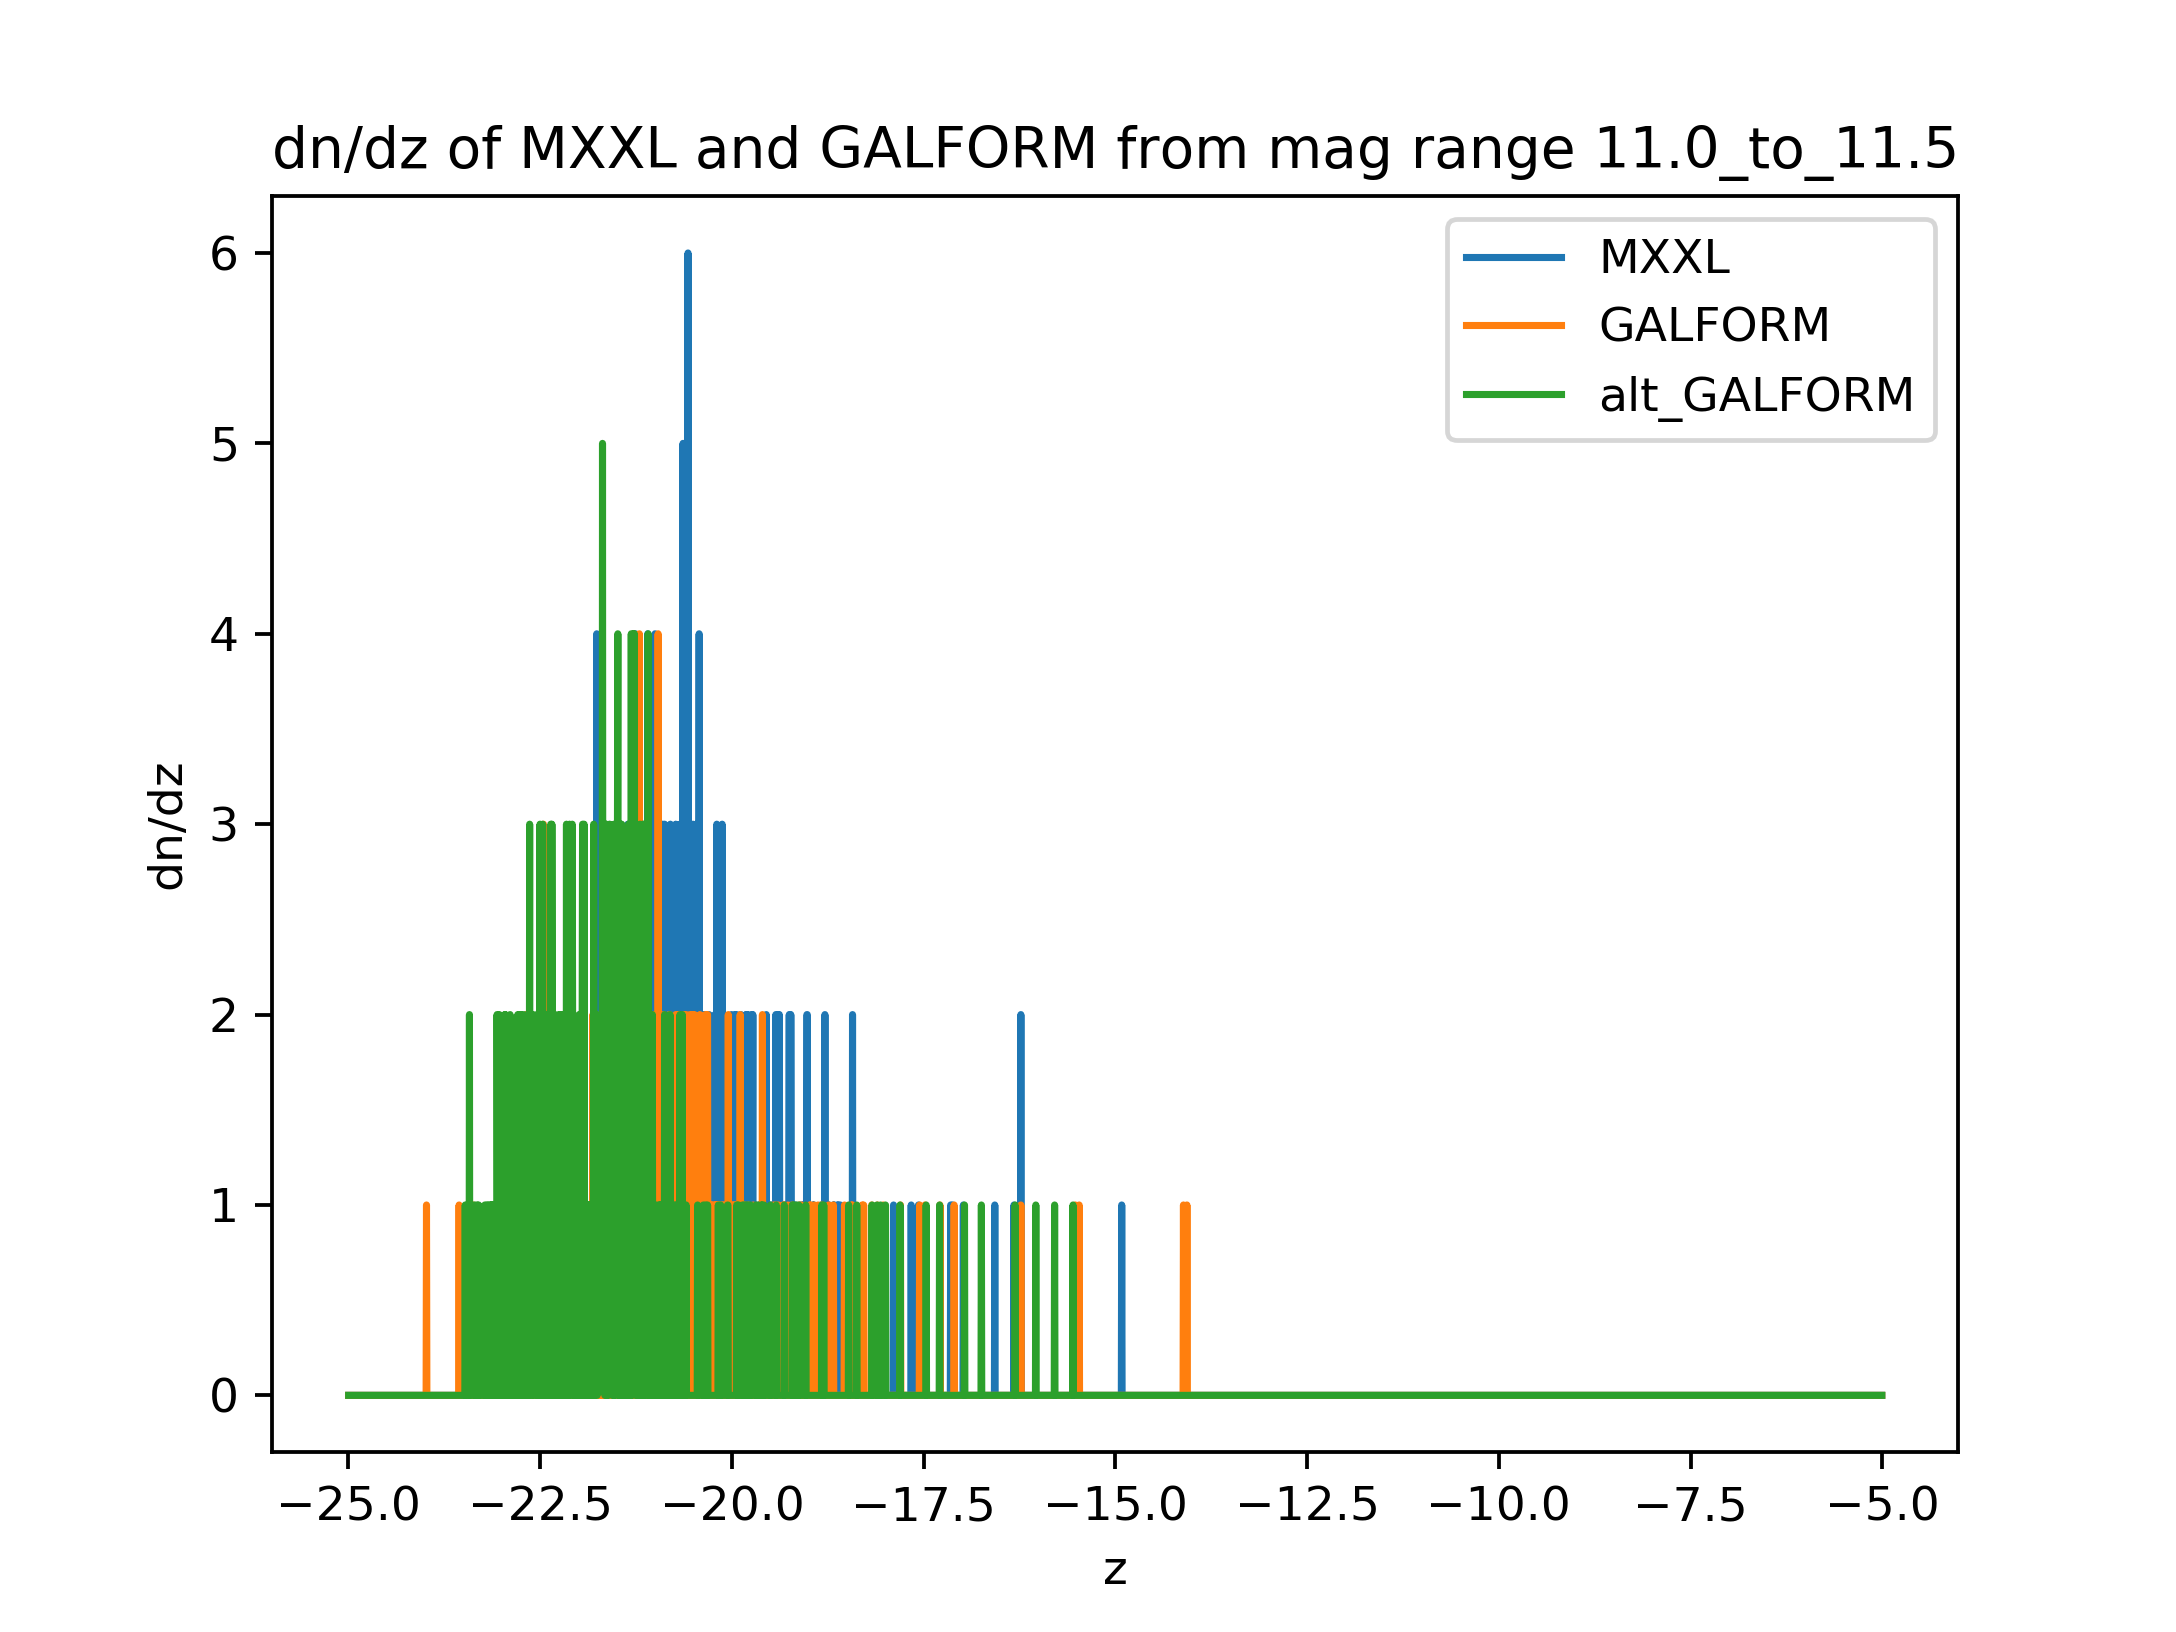 dn/dz of MXXL and GALFORM from mag range 11.0_to_11.5
MXXL
GALFORM
alt_GALFORM
6
5
4
3
2
1
0
dn/dz
−25.0 −22.5 −20.0 −17.5 −15.0 −12.5 −10.0 −7.5 −5.0
z